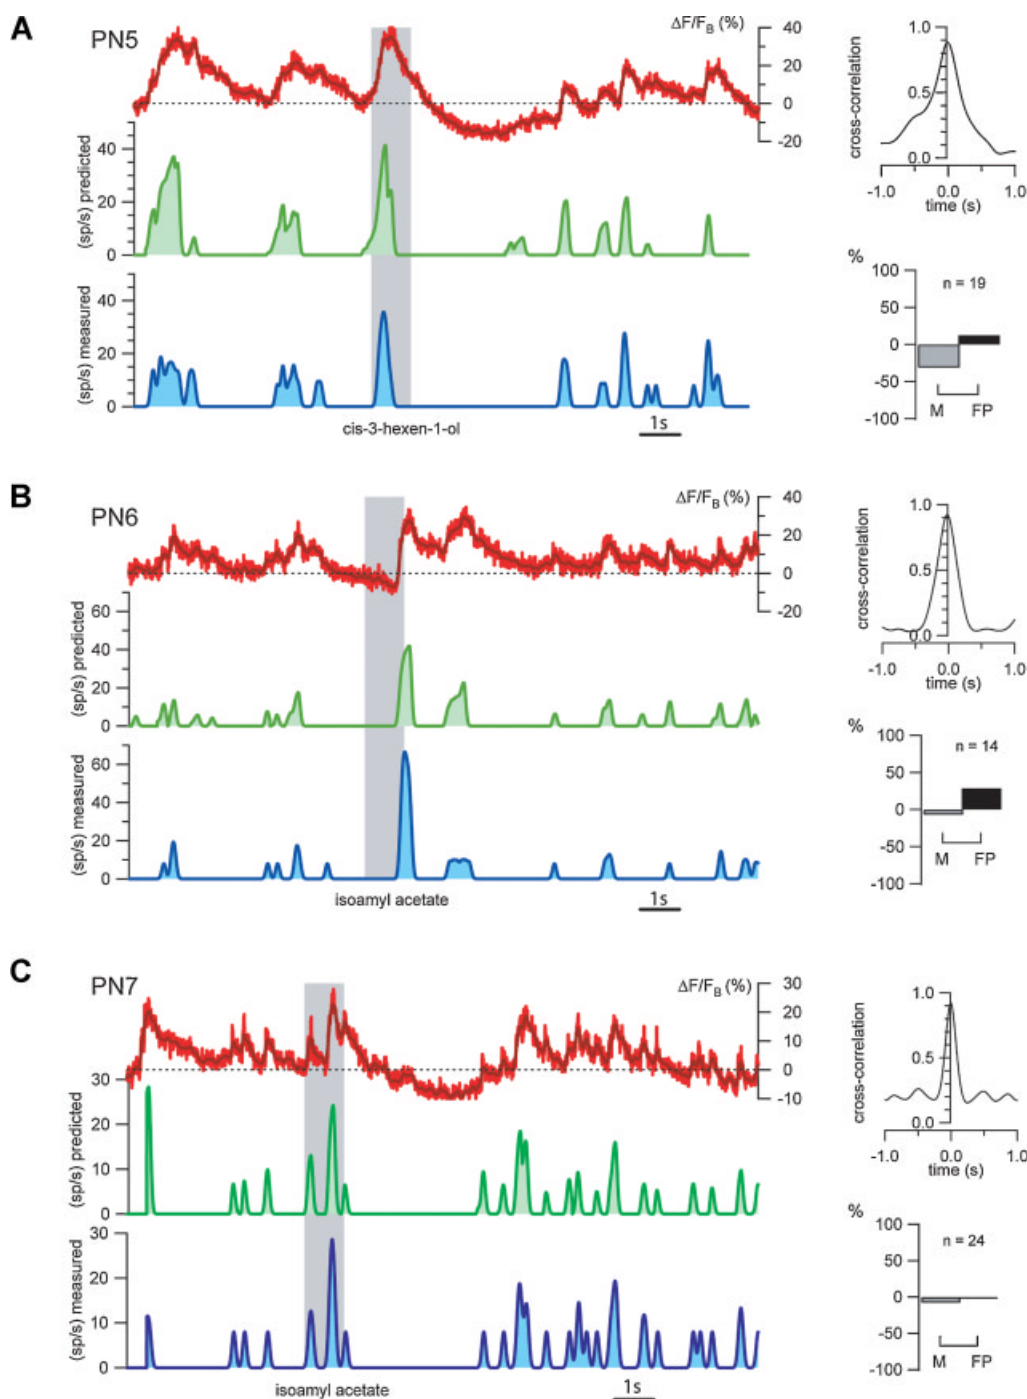 A
PN5
ΔF/FB (%)
40
20
0
-20
(sp/s) predicted
40
20
0
(sp/s) measured
40
20
0
cis-3-hexen-1-ol
1s
cross-correlation
1.0
0.5
0.0
-1.0 0.0 1.0
time (s)
%
100
50
0
-50
-100
n = 19
M FP
B
PN6
ΔF/FB (%)
40
20
0
-20
(sp/s) predicted
60
40
20
0
(sp/s) measured
60
40
20
0
isoamyl acetate
1s
cross-correlation
1.0
0.5
0.0
-1.0 0.0 1.0
time (s)
%
100
50
0
-50
-100
n = 14
M FP
C
PN7
ΔF/FB (%)
30
20
10
0
-10
(sp/s) predicted
30
20
10
0
(sp/s) measured
30
20
10
0
isoamyl acetate
1s
cross-correlation
1.0
0.5
0.0
-1.0 0.0 1.0
time (s)
%
100
50
0
-50
-100
n = 24
M FP